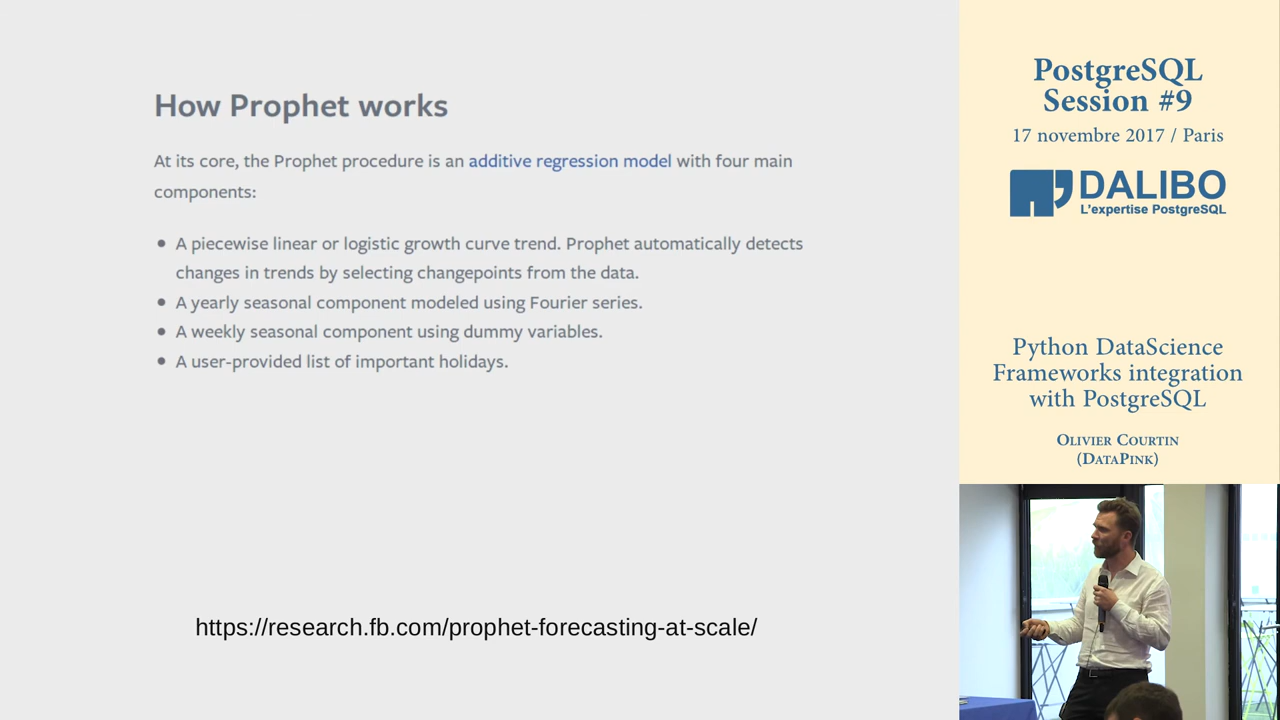 How Prophet works
At its core, the Prophet procedure is an additive regression model with four main
components:
• A piecewise linear or logistic growth curve trend. Prophet automatically detects
changes in trends by selecting changepoints from the data.
• A yearly seasonal component modeled using Fourier series.
• A weekly seasonal component using dummy variables.
• A user-provided list of important holidays.
https://research.fb.com/prophet-forecasting-at-scale/
PostgreSQL
Session #9
17 novembre 2017 / Paris
DALIBO
L'expertise PostgreSQL
Python DataScience
Frameworks integration
with PostgreSQL
Olivier Courtin
(DataPink)